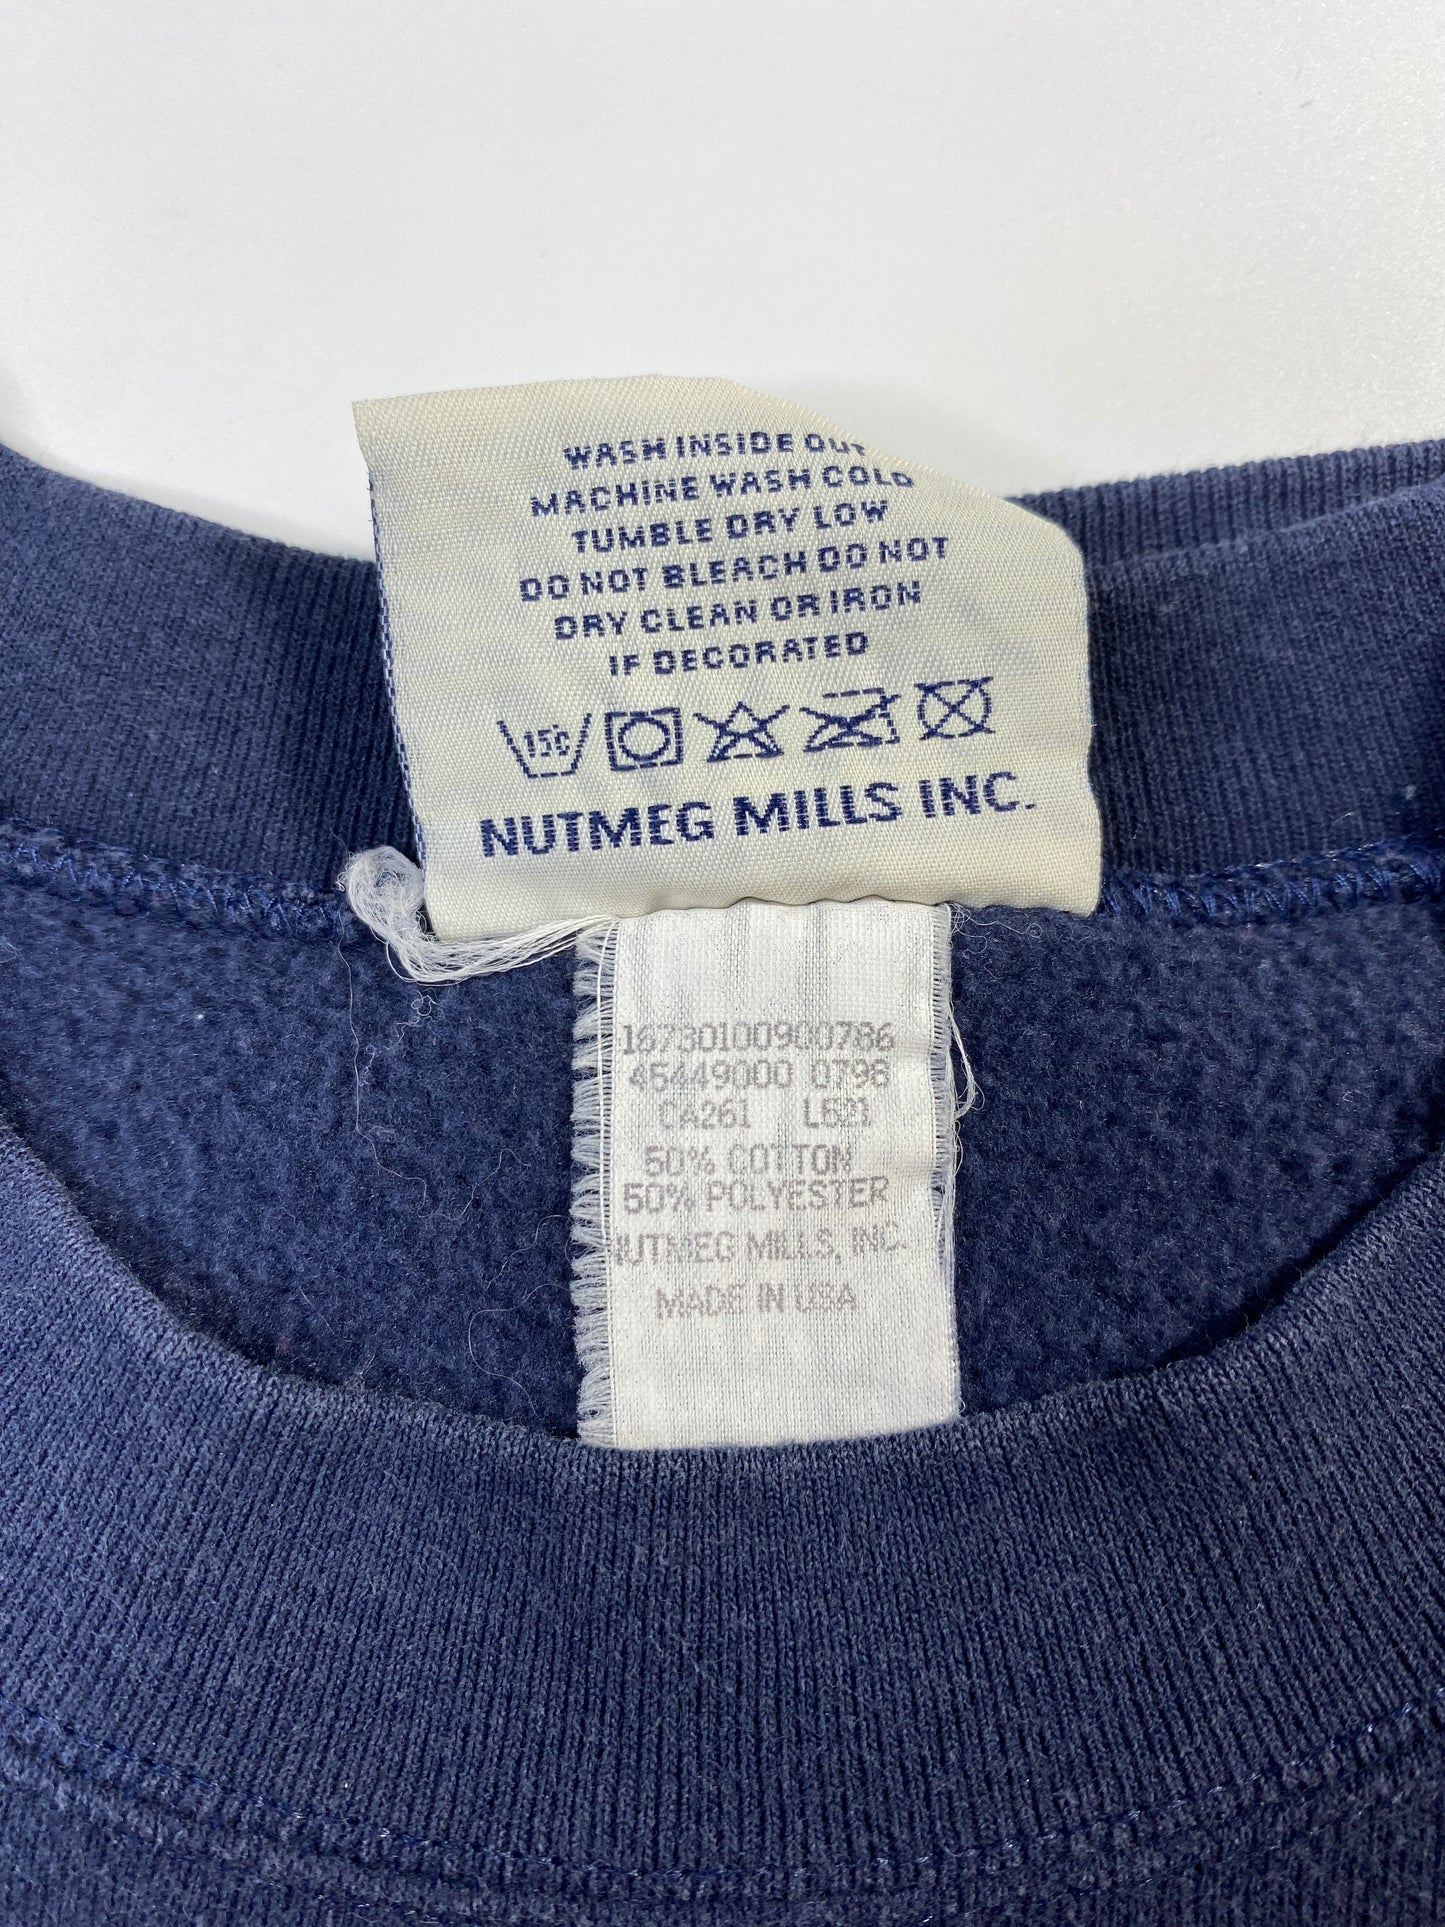 WASH INSIDE OUT
MACHINE WASH COLD
TUMBLE DRY LOW
DO NOT BLEACH DO NOT
DRY CLEAN OR IRON
IF DECORATED
15C
NUTMEG MILLS INC.
16730100900786
45449000 0798
CA261 L521
50% COTTON
50% POLYESTER
NUTMEG MILLS, INC.
MADE IN USA